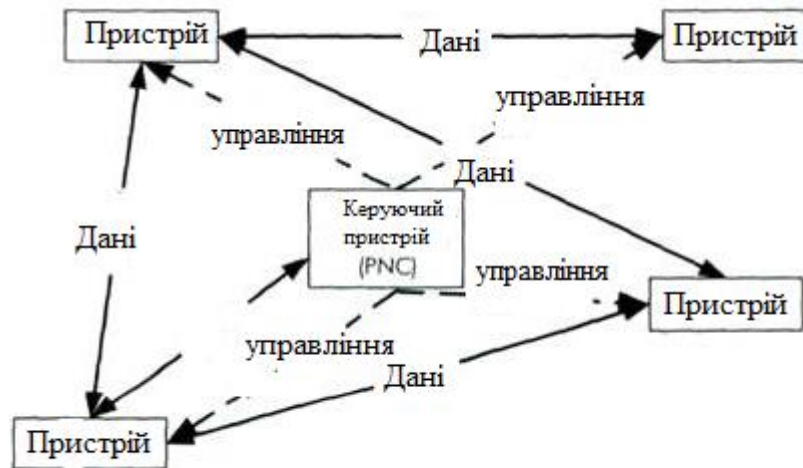 Пристрій
Дані
Пристрій
управління
управління
Дані
Керуючий
пристрій
(PNC)
Дані
управління
Пристрій
управління
Дані
Пристрій